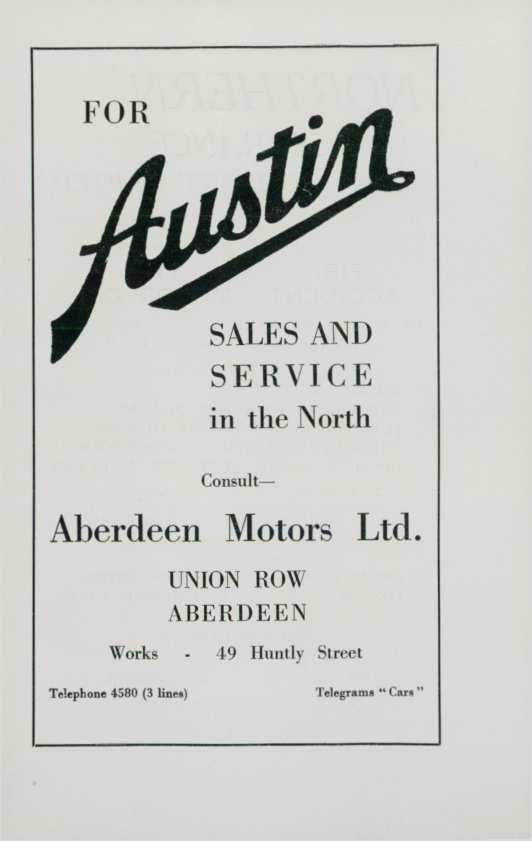 FOR
Austin
SALES AND
SERVICE
in the North
Consult—
Aberdeen Motors Ltd.
UNION ROW
ABERDEEN
Works - 49 Huntly Street
Telephone 4580 (3 lines) Telegrams "Cars"